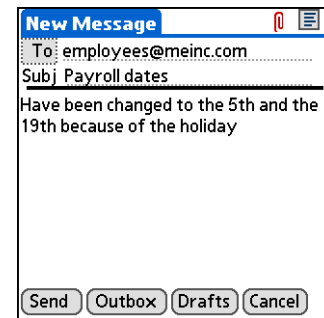 New Message
To employees@meinc.com
Subj Payroll dates
Have been changed to the 5th and the
19th because of the holiday
Send Outbox Drafts Cancel